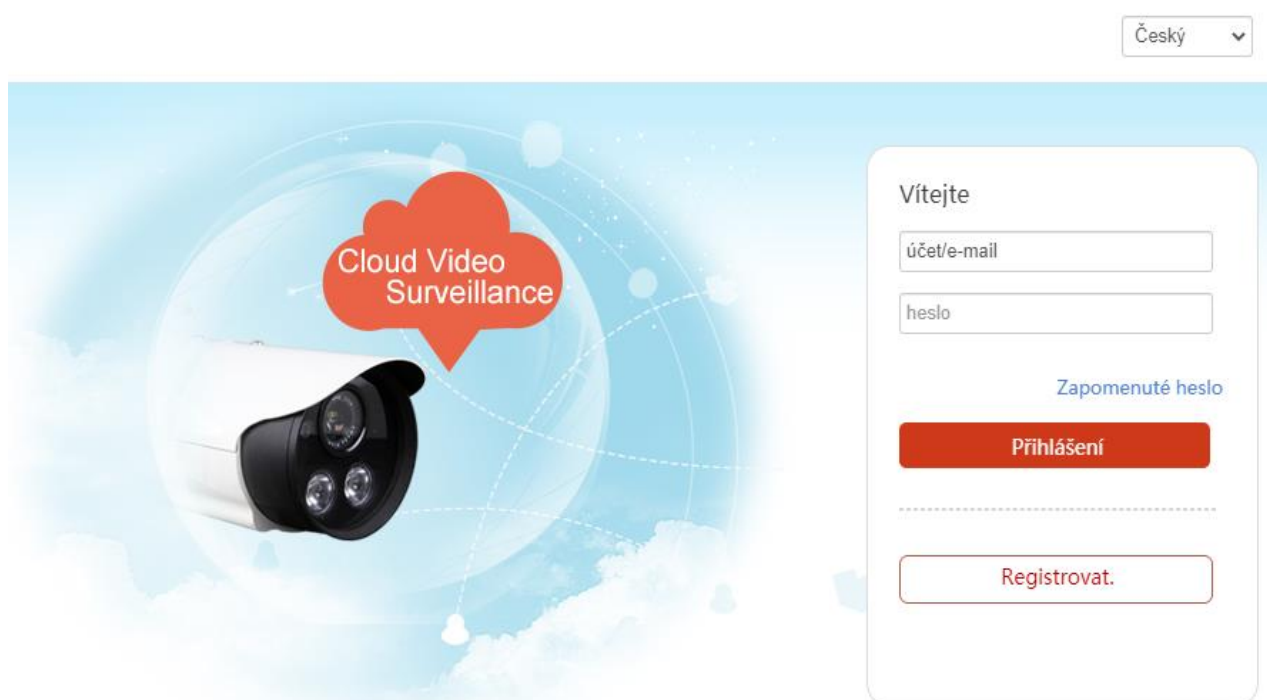 Český
Cloud Video
Surveillance
Vítejte
účet/e-mail
heslo
Zapomenuté heslo
Přihlášení
Registrovat.